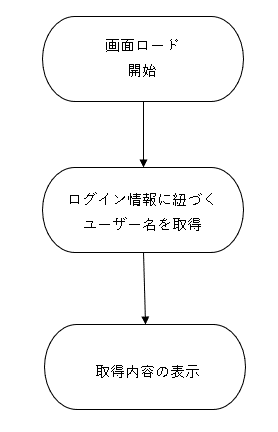 画面ロード
開始
ログイン情報に紐づく
ユーザー名を取得
取得内容の表示